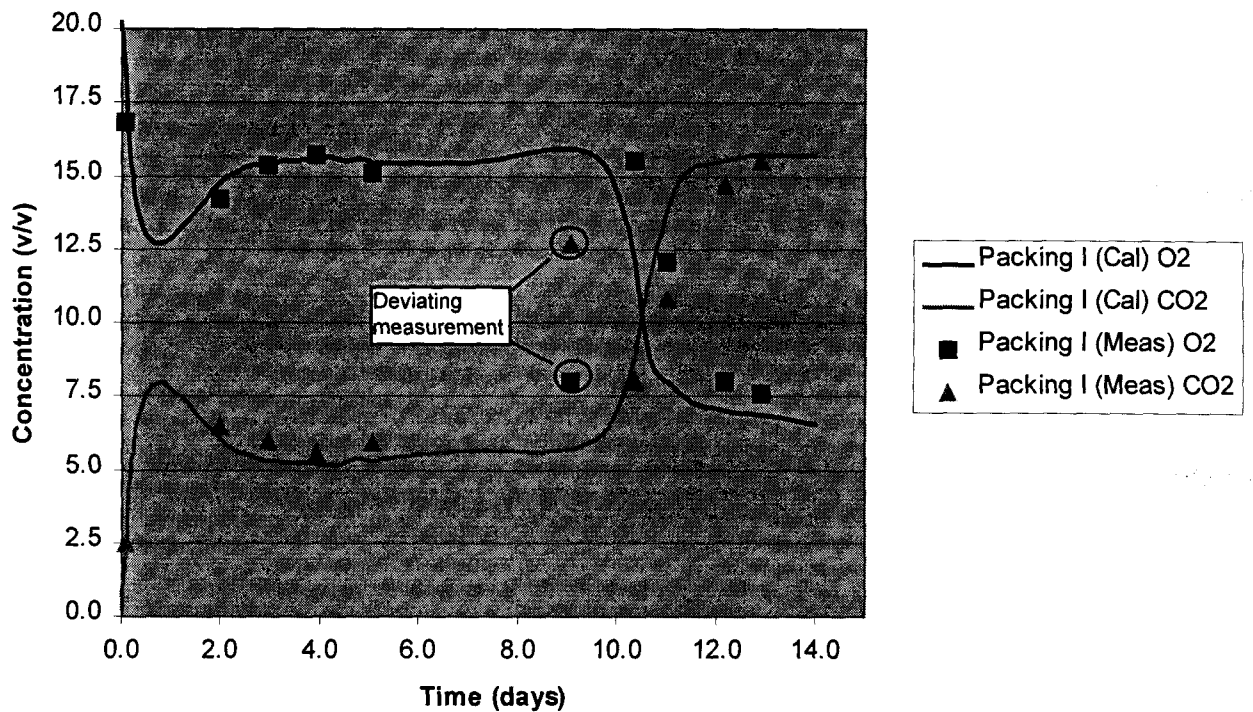 20.0
17.5
15.0
12.5
10.0
7.5
5.0
2.5
0.0
Concentration (v/v)
Deviating
measurement
0.0 2.0 4.0 6.0 8.0 10.0 12.0 14.0
Time (days)
Packing I (Cal) O2
Packing I (Cal) CO2
Packing I (Meas) O2
Packing I (Meas) CO2